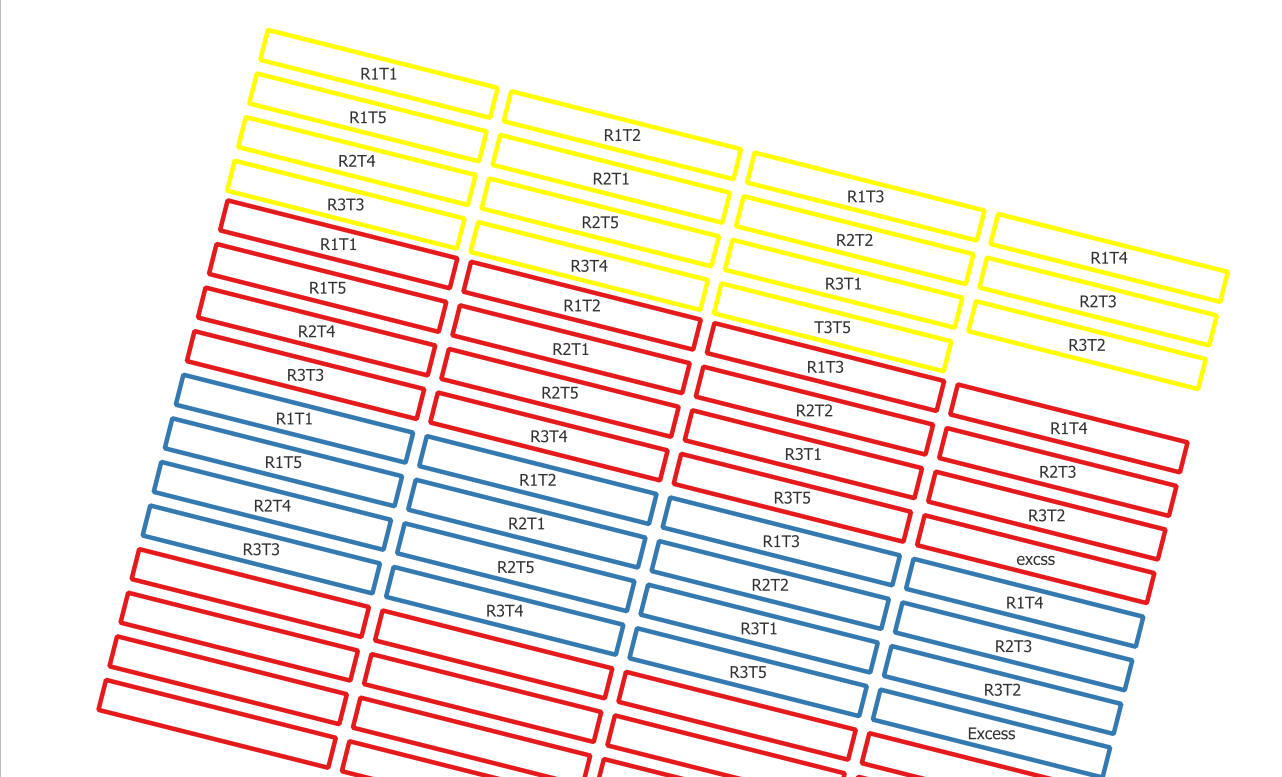 R1T1
R1T2
R1T3
R1T4
R1T5
R2T1
R2T2
R2T3
R2T4
R2T5
R3T1
R3T2
R3T3
R3T4
T3T5
R1T1
R1T2
R1T3
R1T4
R1T5
R2T1
R2T2
R2T3
R2T4
R2T5
R3T1
R3T2
R3T3
R3T4
R3T5
excss
R1T1
R1T2
R1T3
R1T4
R1T5
R2T1
R2T2
R2T3
R2T4
R2T5
R3T1
R3T2
R3T3
R3T4
R3T5
Excess